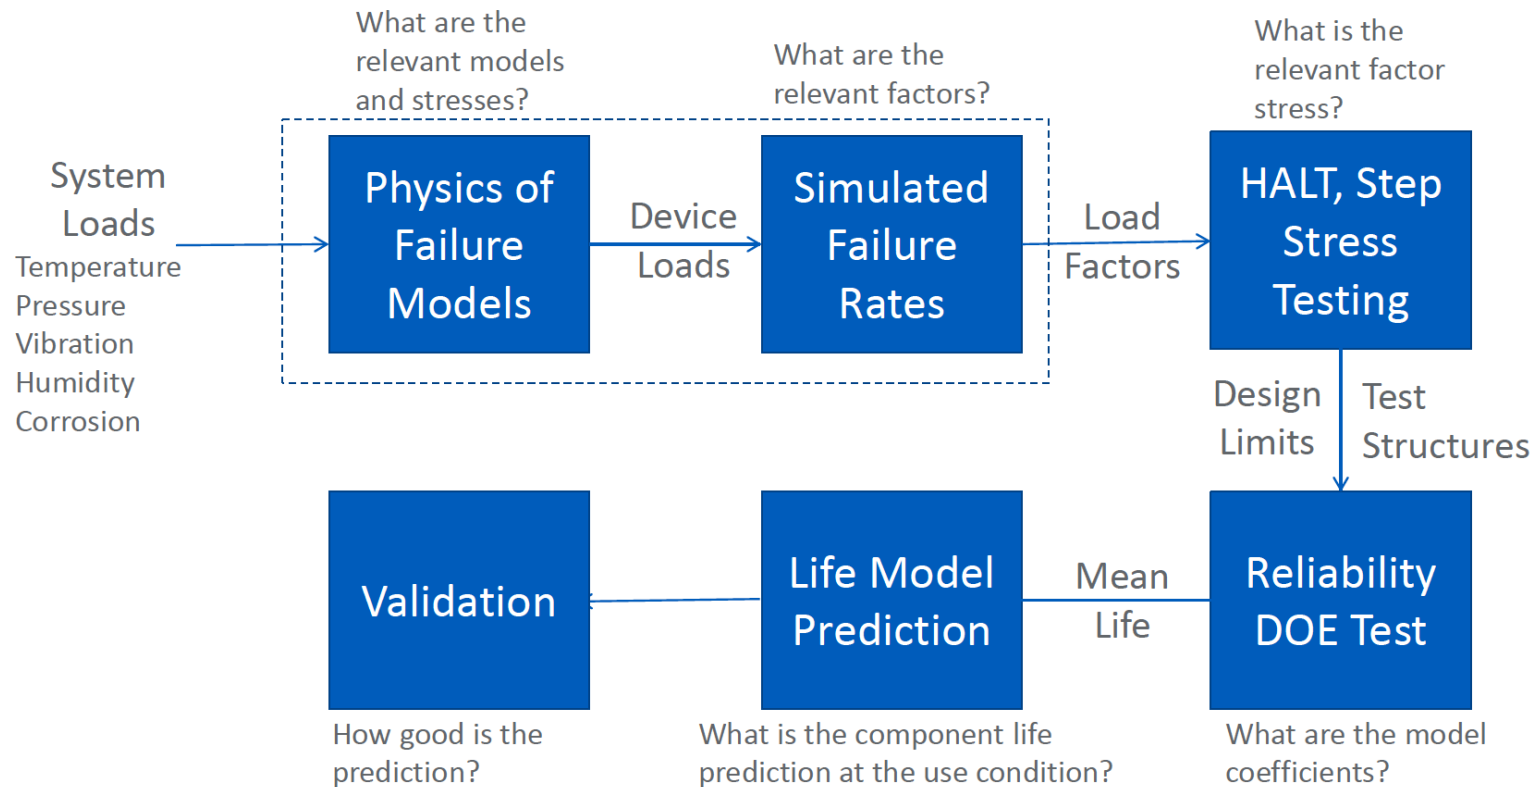 What are the
relevant models
and stresses?
What are the
relevant factors?
What is the
relevant factor
stress?
System
Loads
Temperature
Pressure
Vibration
Humidity
Corrosion
Physics of
Failure
Models
Device
Loads
Simulated
Failure
Rates
Load
Factors
HALT, Step
Stress
Testing
Design
Limits
Test
Structures
Validation
Life Model
Prediction
Mean
Life
Reliability
DOE Test
How good is the
prediction?
What is the component life
prediction at the use condition?
What are the model
coefficients?